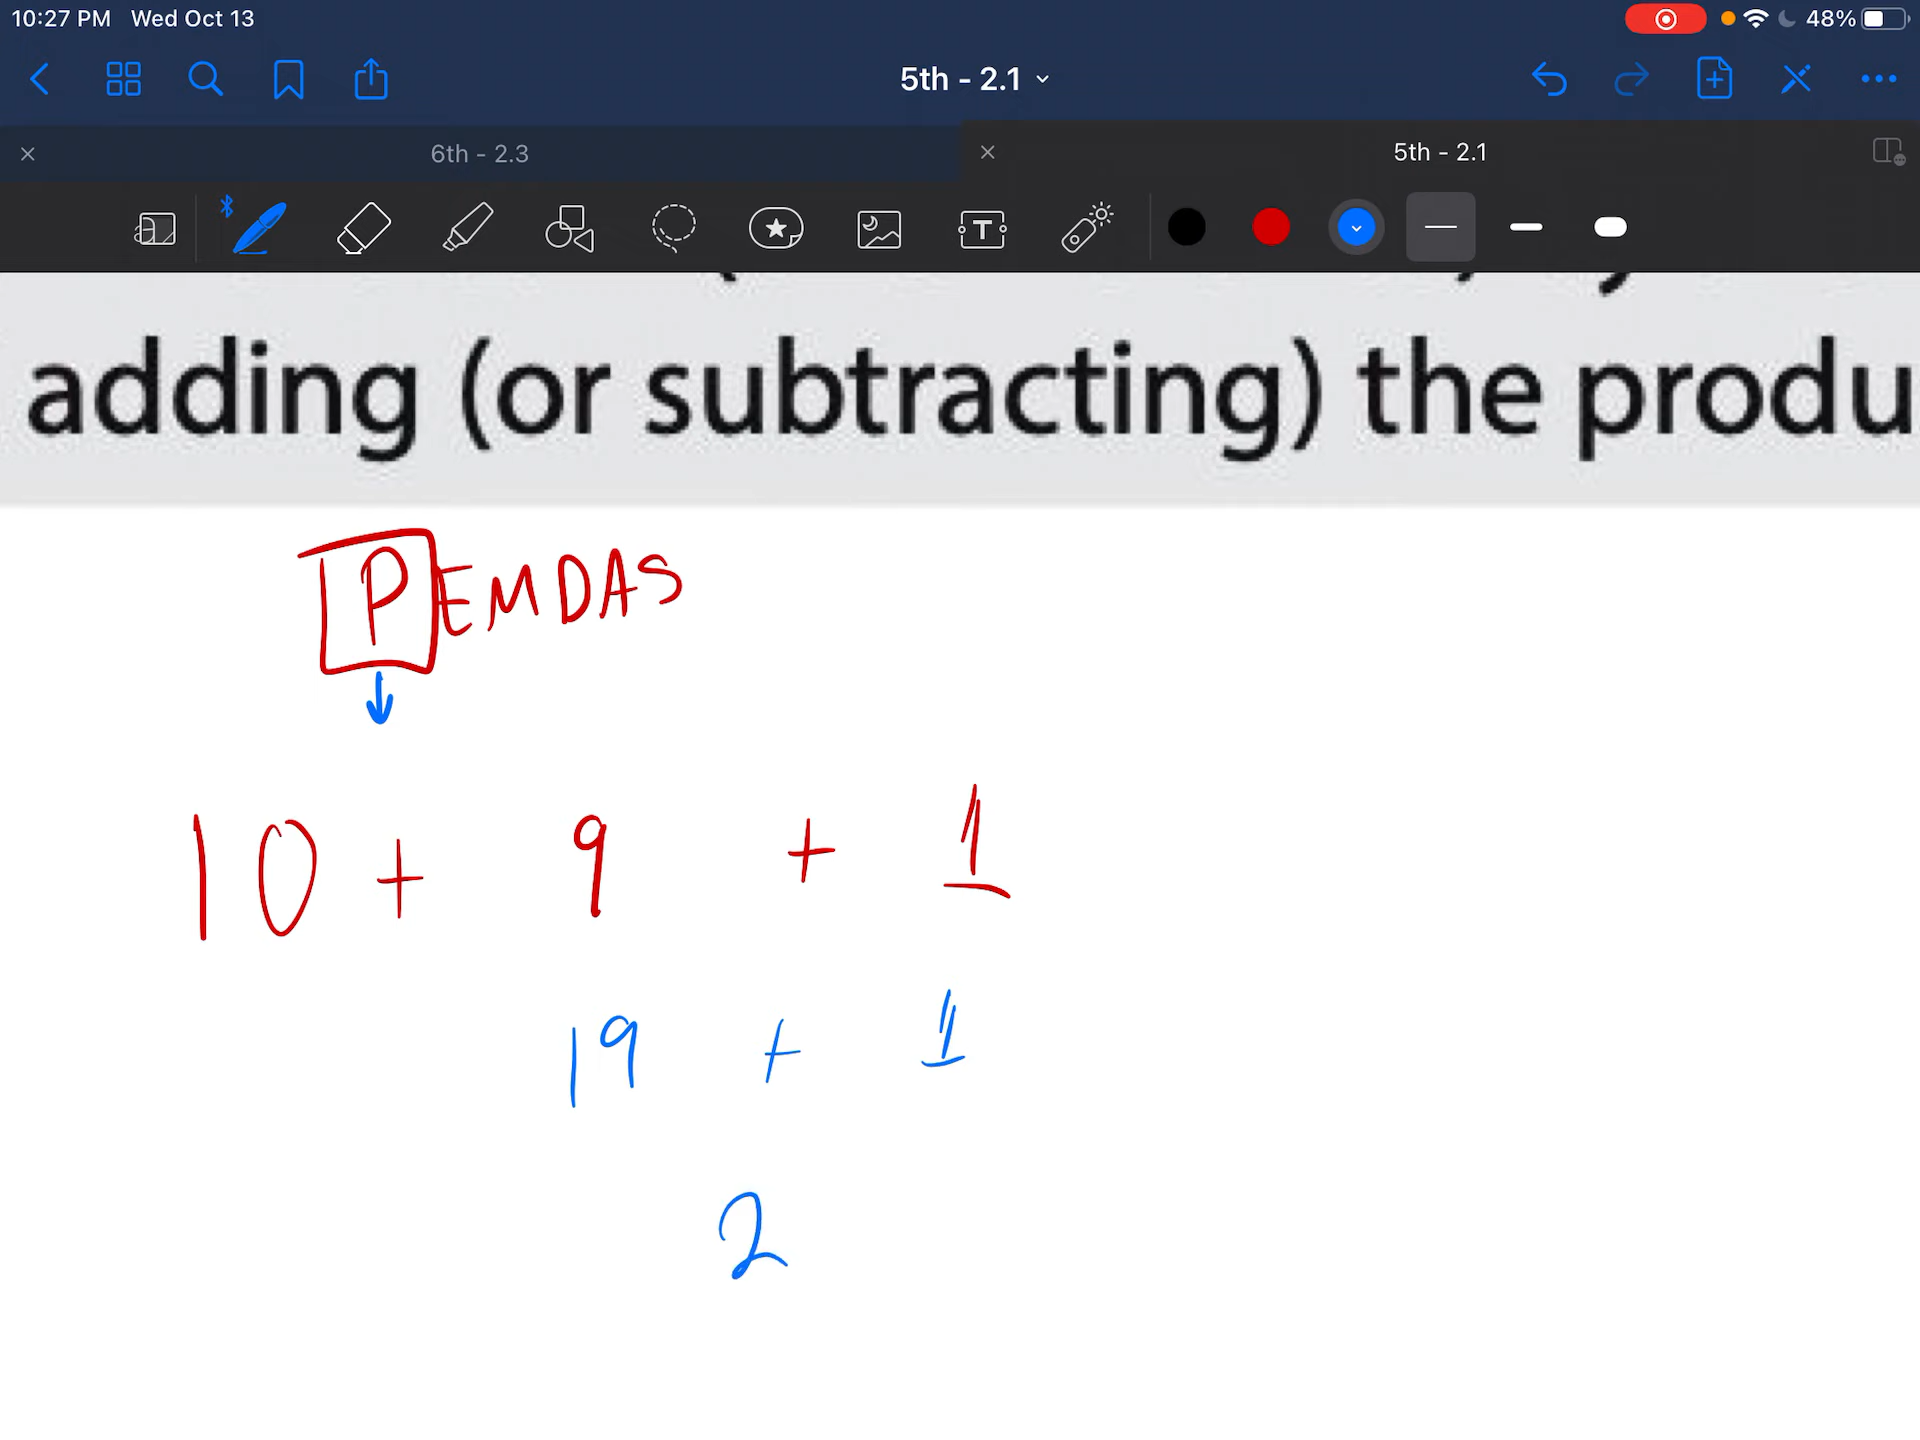 10:27 PM Wed Oct 13 48%
5th - 2.1
6th - 2.3 5th - 2.1
adding (or subtracting) the produ
PEMDAS
10 + 9 + 1
19 + 1
2